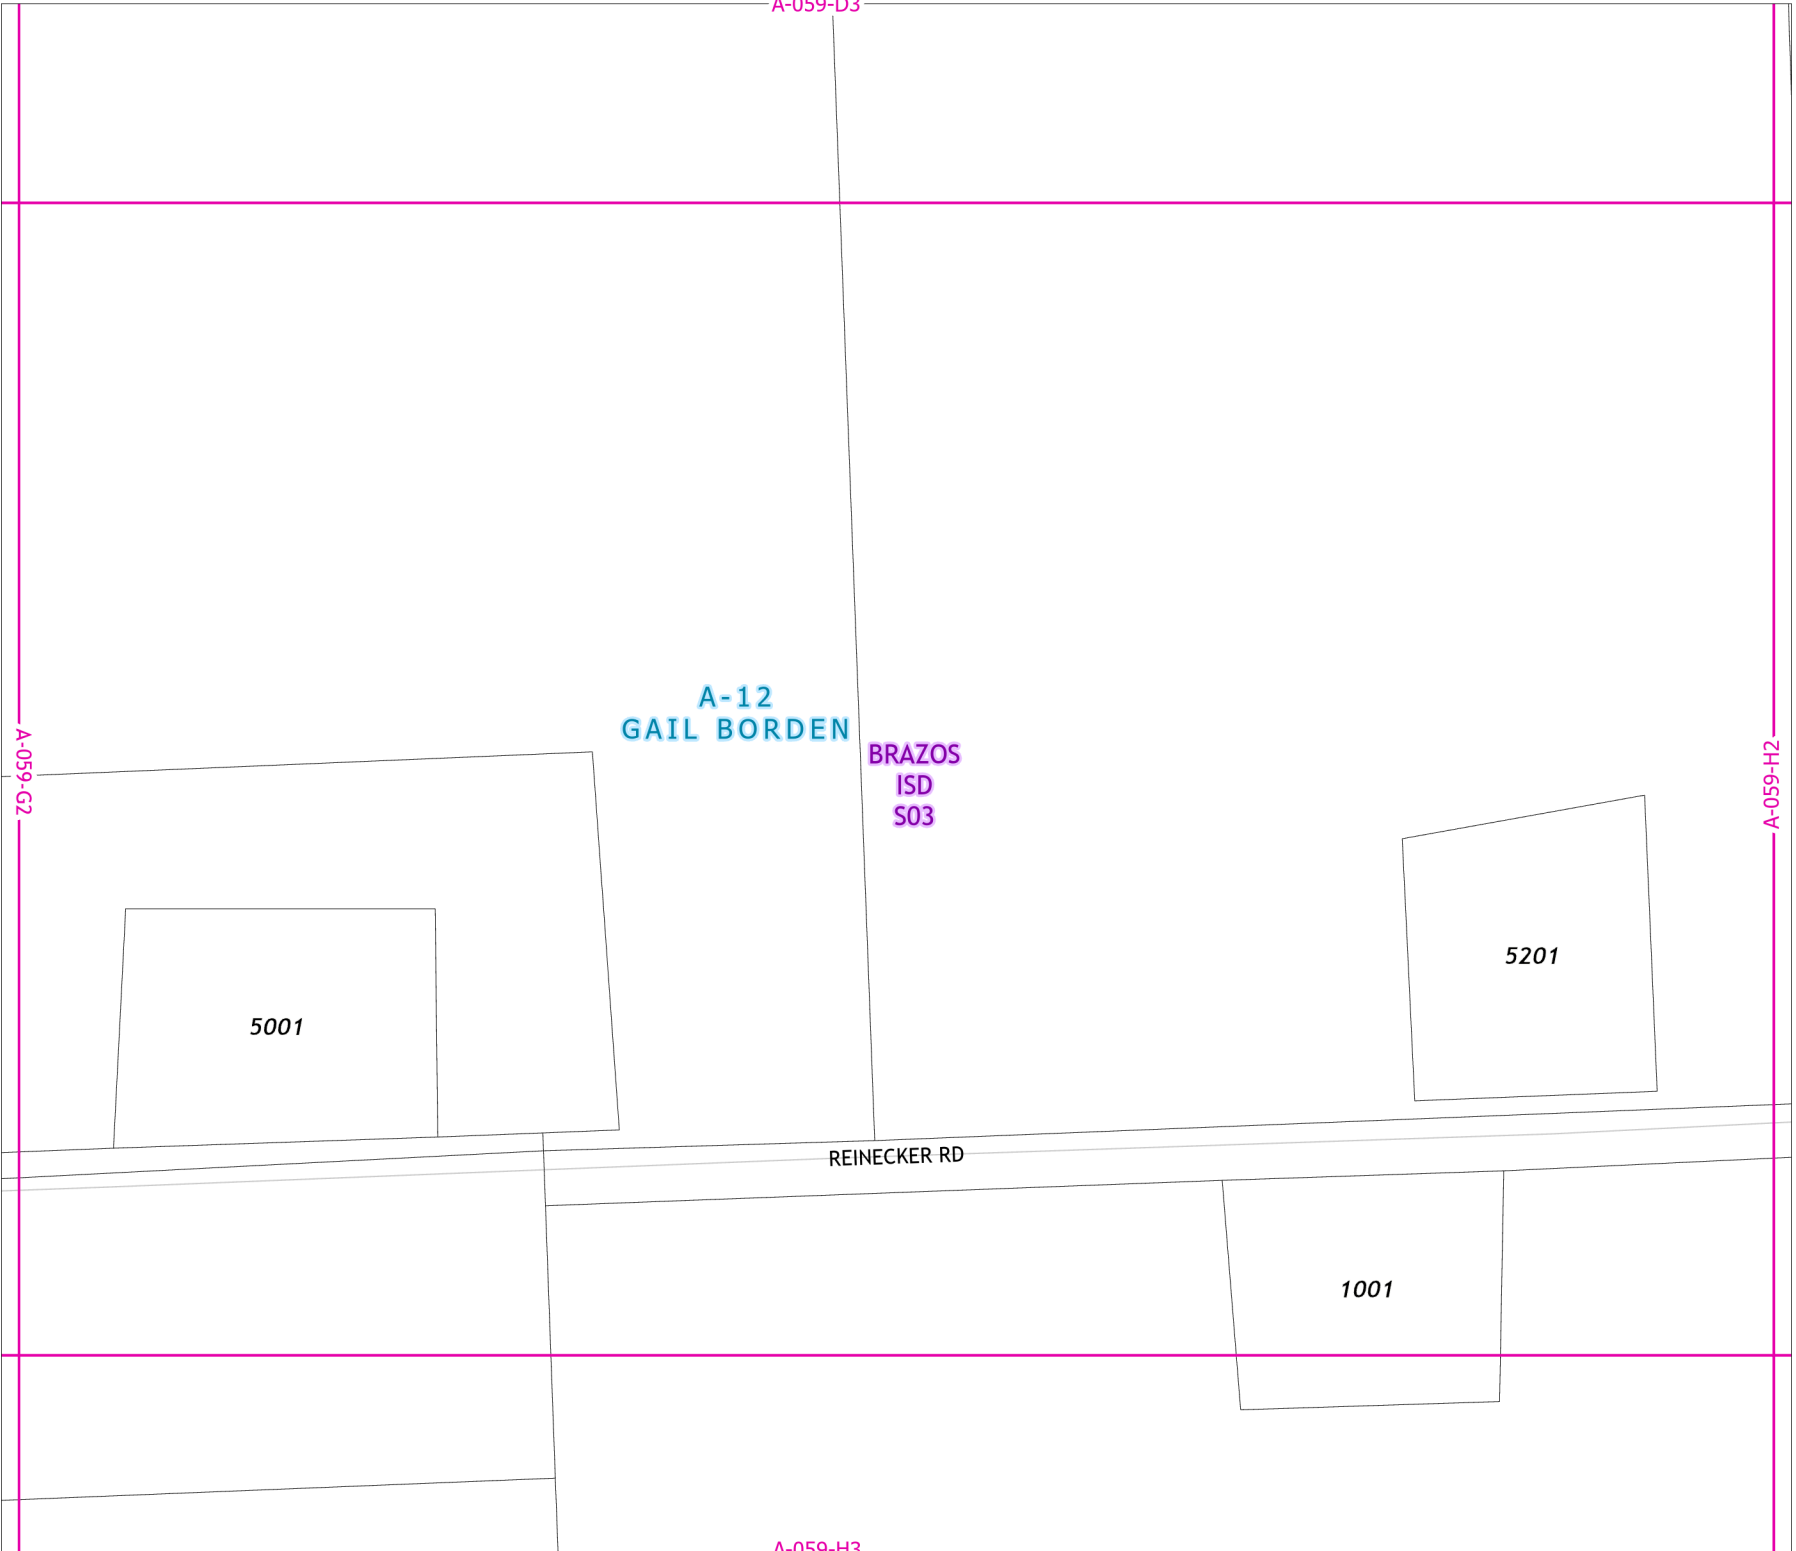 A-059-D3
A-12
GAIL BORDEN
BRAZOS
ISD
S03
A-059-G2
A-059-H2
5201
5001
REINECKER RD
1001
A-059-H3